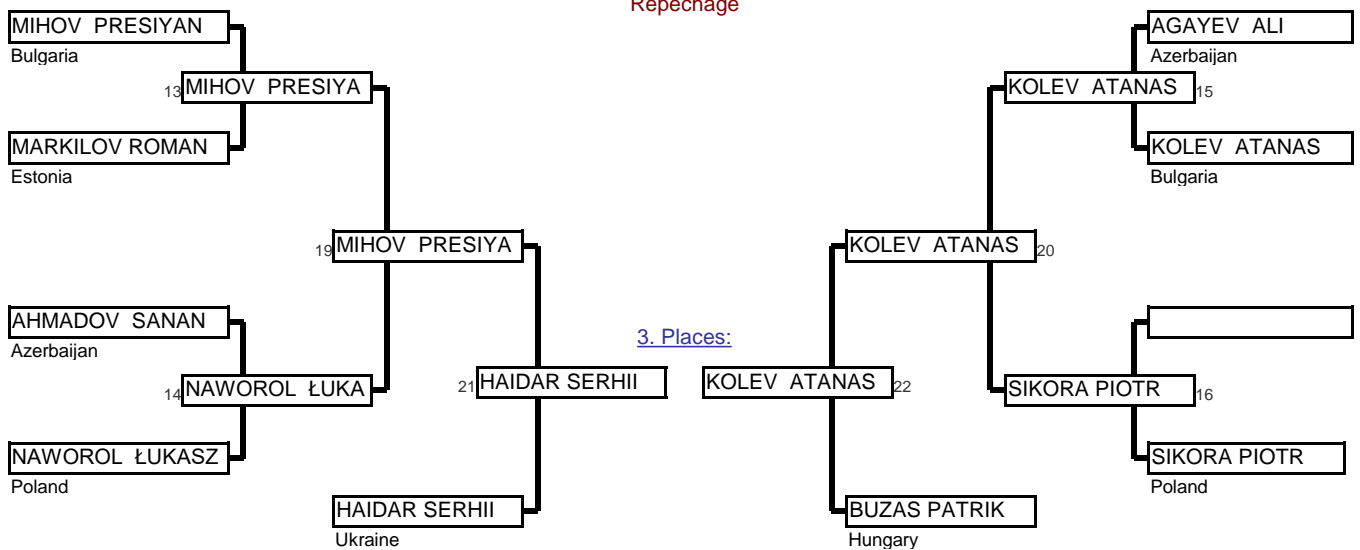 Repechage
MIHOV PRESIYAN
Bulgaria
AGAYEV ALI
Azerbaijan
13 MIHOV PRESIYA
KOLEV ATANAS 15
MARKILOV ROMAN
Estonia
KOLEV ATANAS
Bulgaria
19 MIHOV PRESIYA
KOLEV ATANAS 20
AHMADOV SANAN
Azerbaijan
3. Places:
14 NAWOROL ŁUKA
21 HAIDAR SERHII
KOLEV ATANAS 22
SIKORA PIOTR 16
NAWOROL ŁUKASZ
Poland
SIKORA PIOTR
Poland
HAIDAR SERHII
Ukraine
BUZAS PATRIK
Hungary